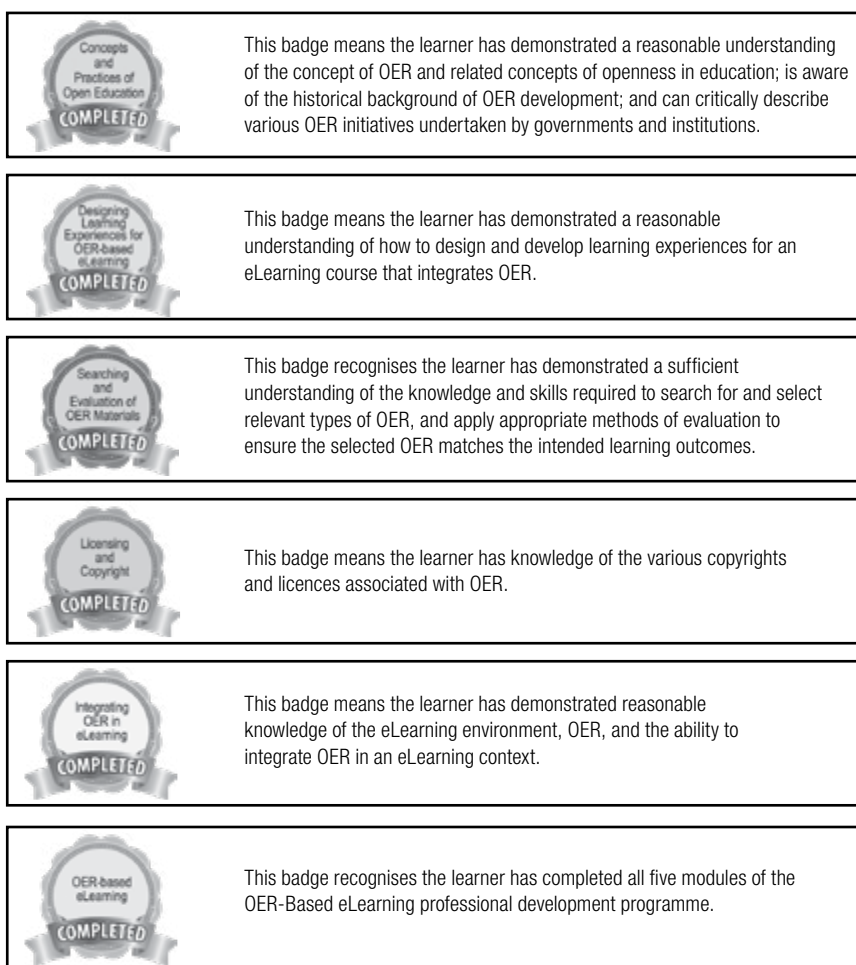 Concepts
and
Practices of
Open Education
COMPLETED
This badge means the learner has demonstrated a reasonable understanding
of the concept of OER and related concepts of openness in education; is aware
of the historical background of OER development; and can critically describe
various OER initiatives undertaken by governments and institutions.
Designing
Learning
Experiences for
OER-based
eLearning
COMPLETED
This badge means the learner has demonstrated a reasonable
understanding of how to design and develop learning experiences for an
eLearning course that integrates OER.
Searching
and
Evaluation of
OER Materials
COMPLETED
This badge recognises the learner has demonstrated a sufficient
understanding of the knowledge and skills required to search for and select
relevant types of OER, and apply appropriate methods of evaluation to
ensure the selected OER matches the intended learning outcomes.
Licensing
and
Copyright
COMPLETED
This badge means the learner has knowledge of the various copyrights
and licences associated with OER.
Integrating
OER in
eLearning
COMPLETED
This badge means the learner has demonstrated reasonable
knowledge of the eLearning environment, OER, and the ability to
integrate OER in an eLearning context.
OER-based
eLearning
COMPLETED
This badge recognises the learner has completed all five modules of the
OER-Based eLearning professional development programme.